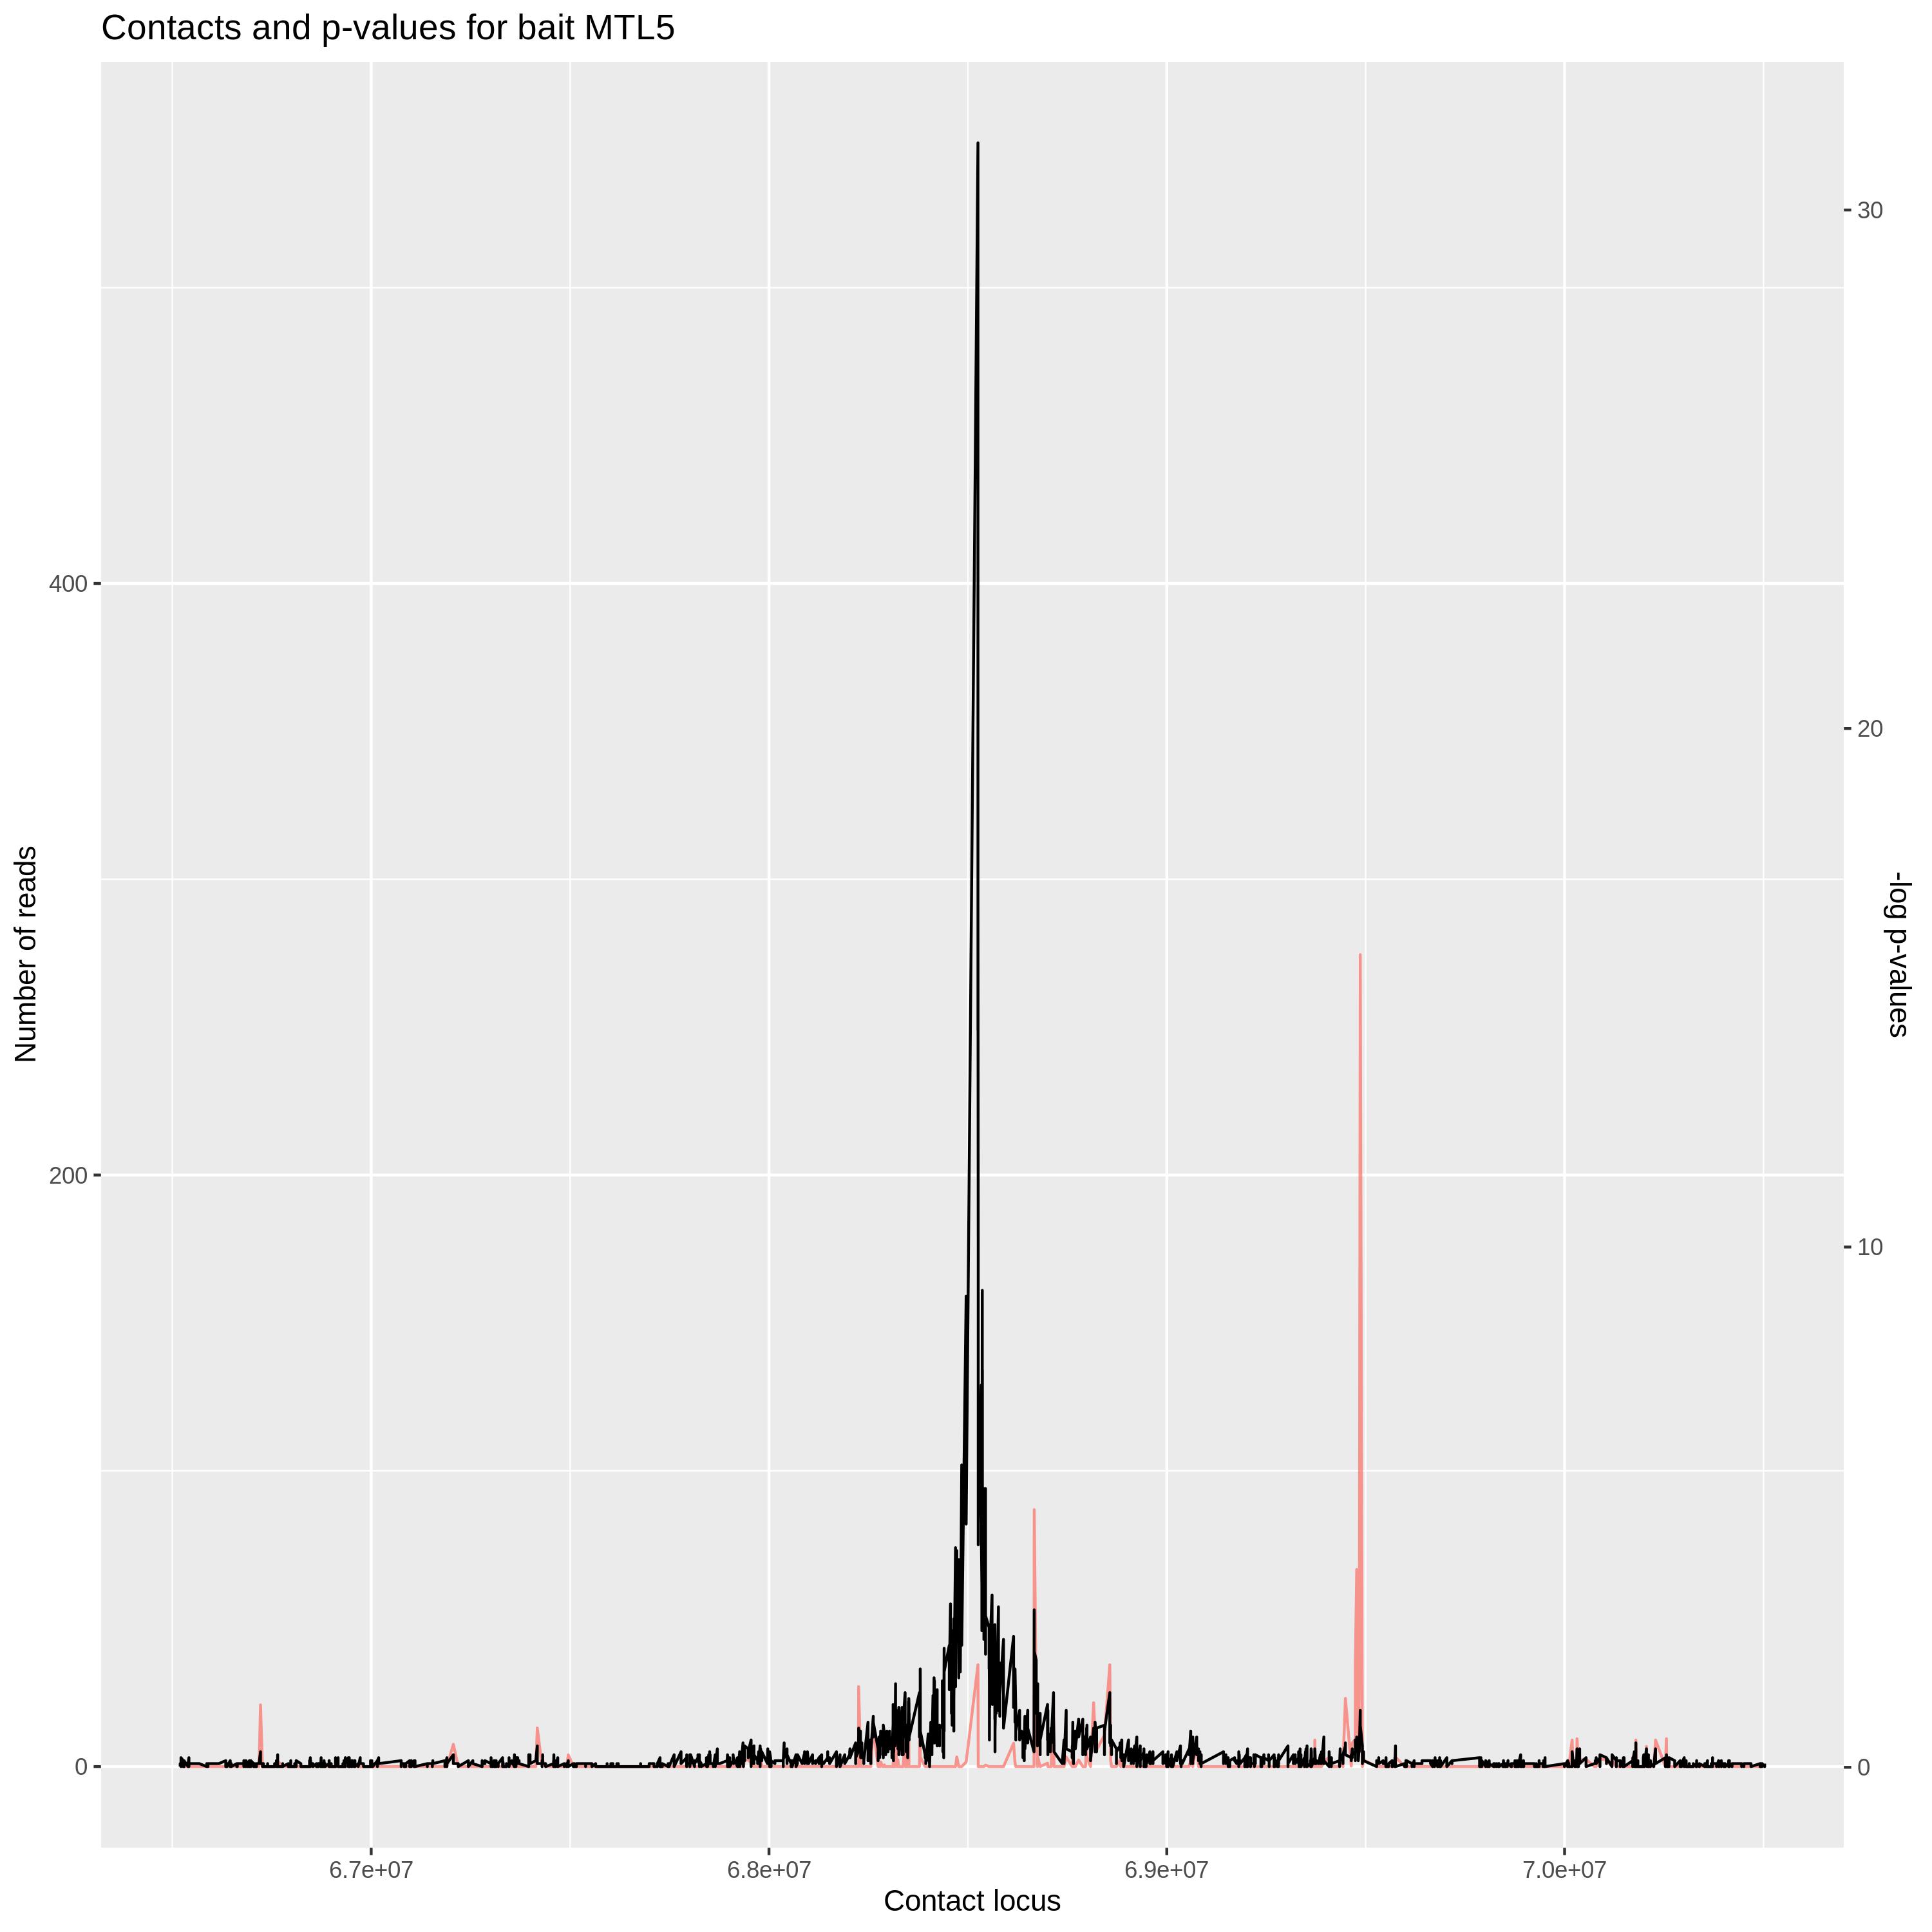 Contacts and p-values for bait MTL5
30
400
20
Number of reads
-log p-values
200
10
0
0
6.7e+07
6.8e+07
6.9e+07
7.0e+07
Contact locus